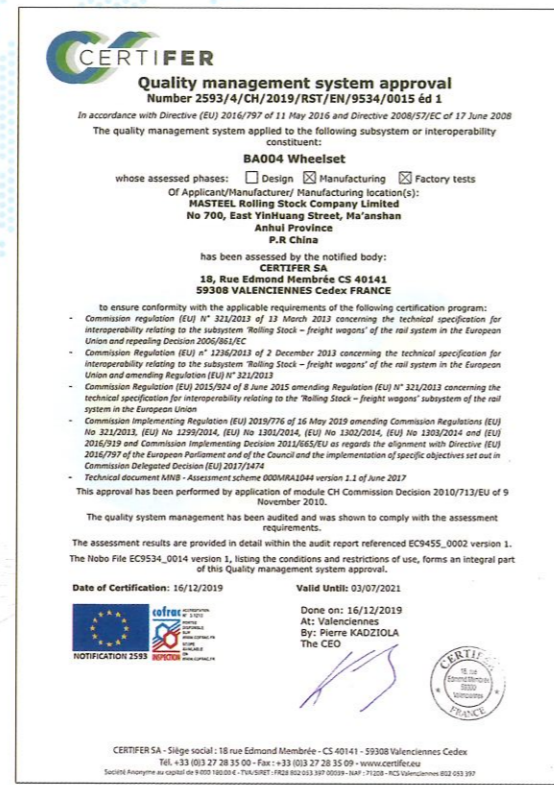 CERTIFER
Quality management system approval
Number 2593/4/CH/2019/RST/EN/9534/0015 éd 1
In accordance with Directive (EU) 2016/797 of 11 May 2016 and Directive 2008/57/EC of 17 June 2008
The quality management system applied to the following subsystem or interoperability
constituent:
BA004 Wheelset
whose assessed phases: Design Manufacturing Factory tests
Of Applicant/Manufacturer/ Manufacturing location(s):
MASTEEL Rolling Stock Company Limited
No 700, East YinHuang Street, Ma'anshan
Anhui Province
P.R China
has been assessed by the notified body:
CERTIFER SA
18, Rue Edmond Membrée CS 40141
59308 VALENCIENNES Cedex FRANCE
to ensure conformity with the applicable requirements of the following certification program:
- Commission regulation (EU) N° 321/2013 of 13 March 2013 concerning the technical specification for
interoperability relating to the subsystem 'Rolling Stock – freight wagons' of the rail system in the European
Union and repealing Decision 2006/861/EC
- Commission Regulation (EU) n° 1236/2013 of 2 December 2013 concerning the technical specification for
interoperability relating to the subsystem 'Rolling Stock – freight wagons' of the rail system in the European
Union and amending Regulation (EU) N° 321/2013
- Commission Regulation (EU) 2015/924 of 8 June 2015 amending Regulation (EU) N° 321/2013 concerning the
technical specification for interoperability relating to the 'Rolling Stock – freight wagons' subsystem of the rail
system in the European Union
- Commission Implementing Regulation (EU) 2019/776 of 16 May 2019 amending Commission Regulations (EU)
No 321/2013, (EU) No 1299/2014, (EU) No 1301/2014, (EU) No 1302/2014, (EU) No 1303/2014 and (EU)
2016/919 and Commission Implementing Decision 2011/665/EU as regards the alignment with Directive (EU)
2016/797 of the European Parliament and of the Council and the implementation of specific objectives set out in
Commission Delegated Decision (EU) 2017/1474
- Technical document MNB - Assessment scheme 000MRA1044 version 1.1 of June 2017
This approval has been performed by application of module CH Commission Decision 2010/713/EU of 9
November 2010.
The quality system management has been audited and was shown to comply with the assessment
requirements.
The assessment results are provided in detail within the audit report referenced EC9455_0002 version 1.
The Nobo File EC9534_0014 version 1, listing the conditions and restrictions of use, forms an integral part
of this Quality management system approval.
Date of Certification: 16/12/2019 Valid Until: 03/07/2021
Done on: 16/12/2019
At: Valenciennes
By: Pierre KADZIOLA
The CEO
NOTIFICATION 2593
cofrac
INSPECTION
ACCREDITATION
PORTEE
DISPONIBLE
SUR
WWW.COFRAC.FR
SCOPE
AVAILABLE
ON
WWW.COFRAC.FR
CERTIFER
18, rue
Edmond Membrée
59300
Valenciennes
FRANCE
CERTIFER SA - Siège social : 18 rue Edmond Membrée - CS 40141 - 59308 Valenciennes Cedex
Tél. +33 (0)3 27 28 35 00 - Fax : +33 (0)3 27 28 35 09 - www.certifer.eu